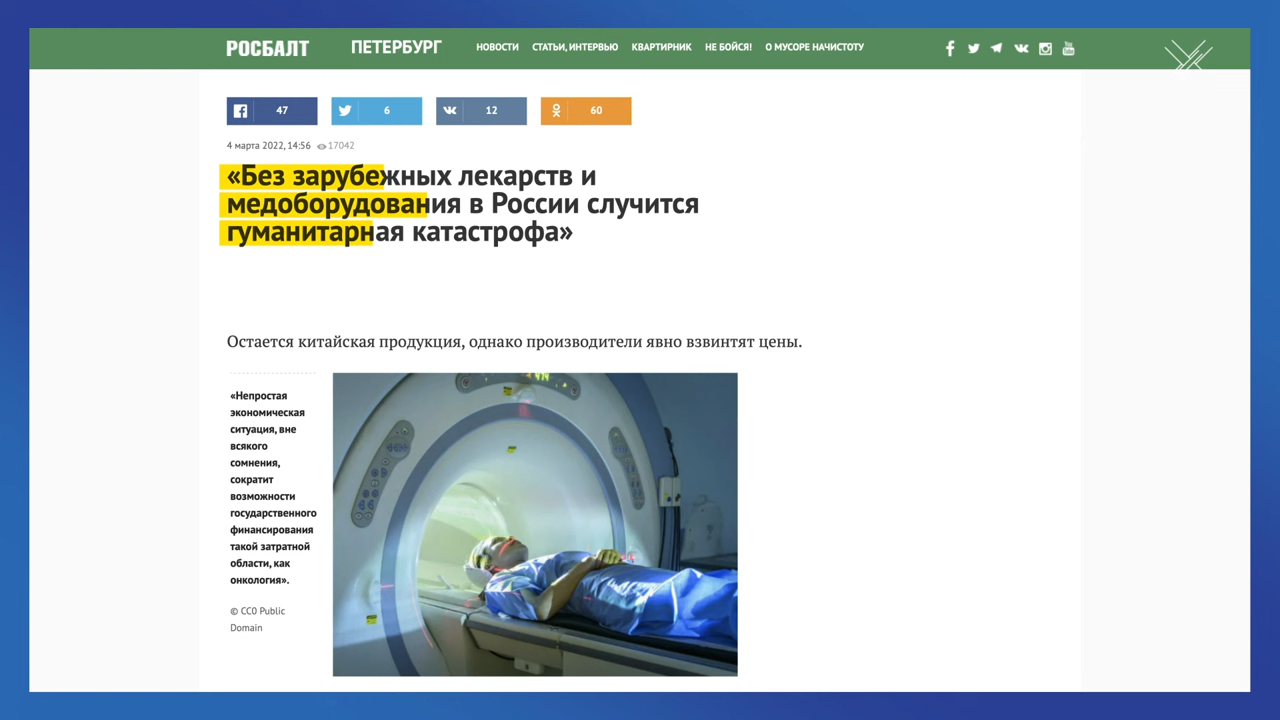 РОСБАЛТ ПЕТЕРБУРГ НОВОСТИ СТАТЬИ, ИНТЕРВЬЮ КВАРТИРНИК НЕ БОЙСЯ! О МУСОРЕ НАЧИСТОТУ
47 6 12 60
4 марта 2022, 14:56 17042
«Без зарубежных лекарств и
медоборудования в России случится
гуманитарная катастрофа»
Остается китайская продукция, однако производители явно взвинтят цены.
«Непростая
экономическая
ситуация, вне
всякого
сомнения,
сократит
возможности
государственного
финансирования
такой затратной
области, как
онкология».
© CC0 Public
Domain